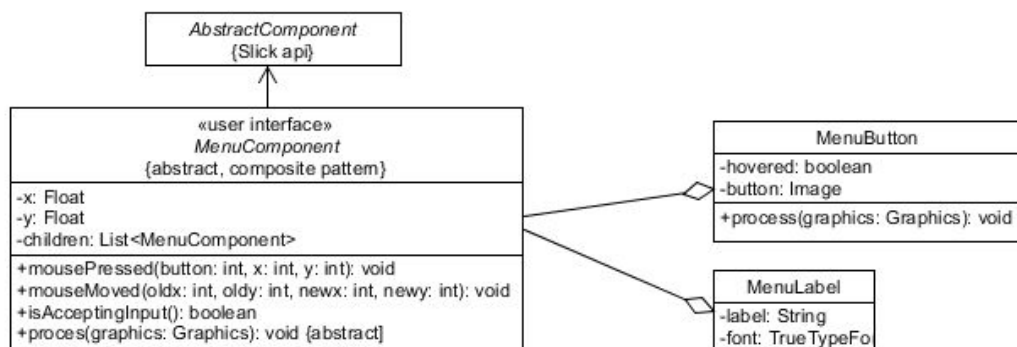 AbstractComponent
{Slick api}
«user interface»
MenuComponent
{abstract, composite pattern}
-x: Float
-y: Float
-children: List<MenuComponent>
+mousePressed(button: int, x: int, y: int): void
+mouseMoved(oldx: int, oldy: int, newx: int, newy: int): void
+isAcceptingInput(): boolean
+proces(graphics: Graphics): void {abstract]
MenuButton
-hovered: boolean
-button: Image
+process(graphics: Graphics): void
MenuLabel
-label: String
-font: TrueTypeFo